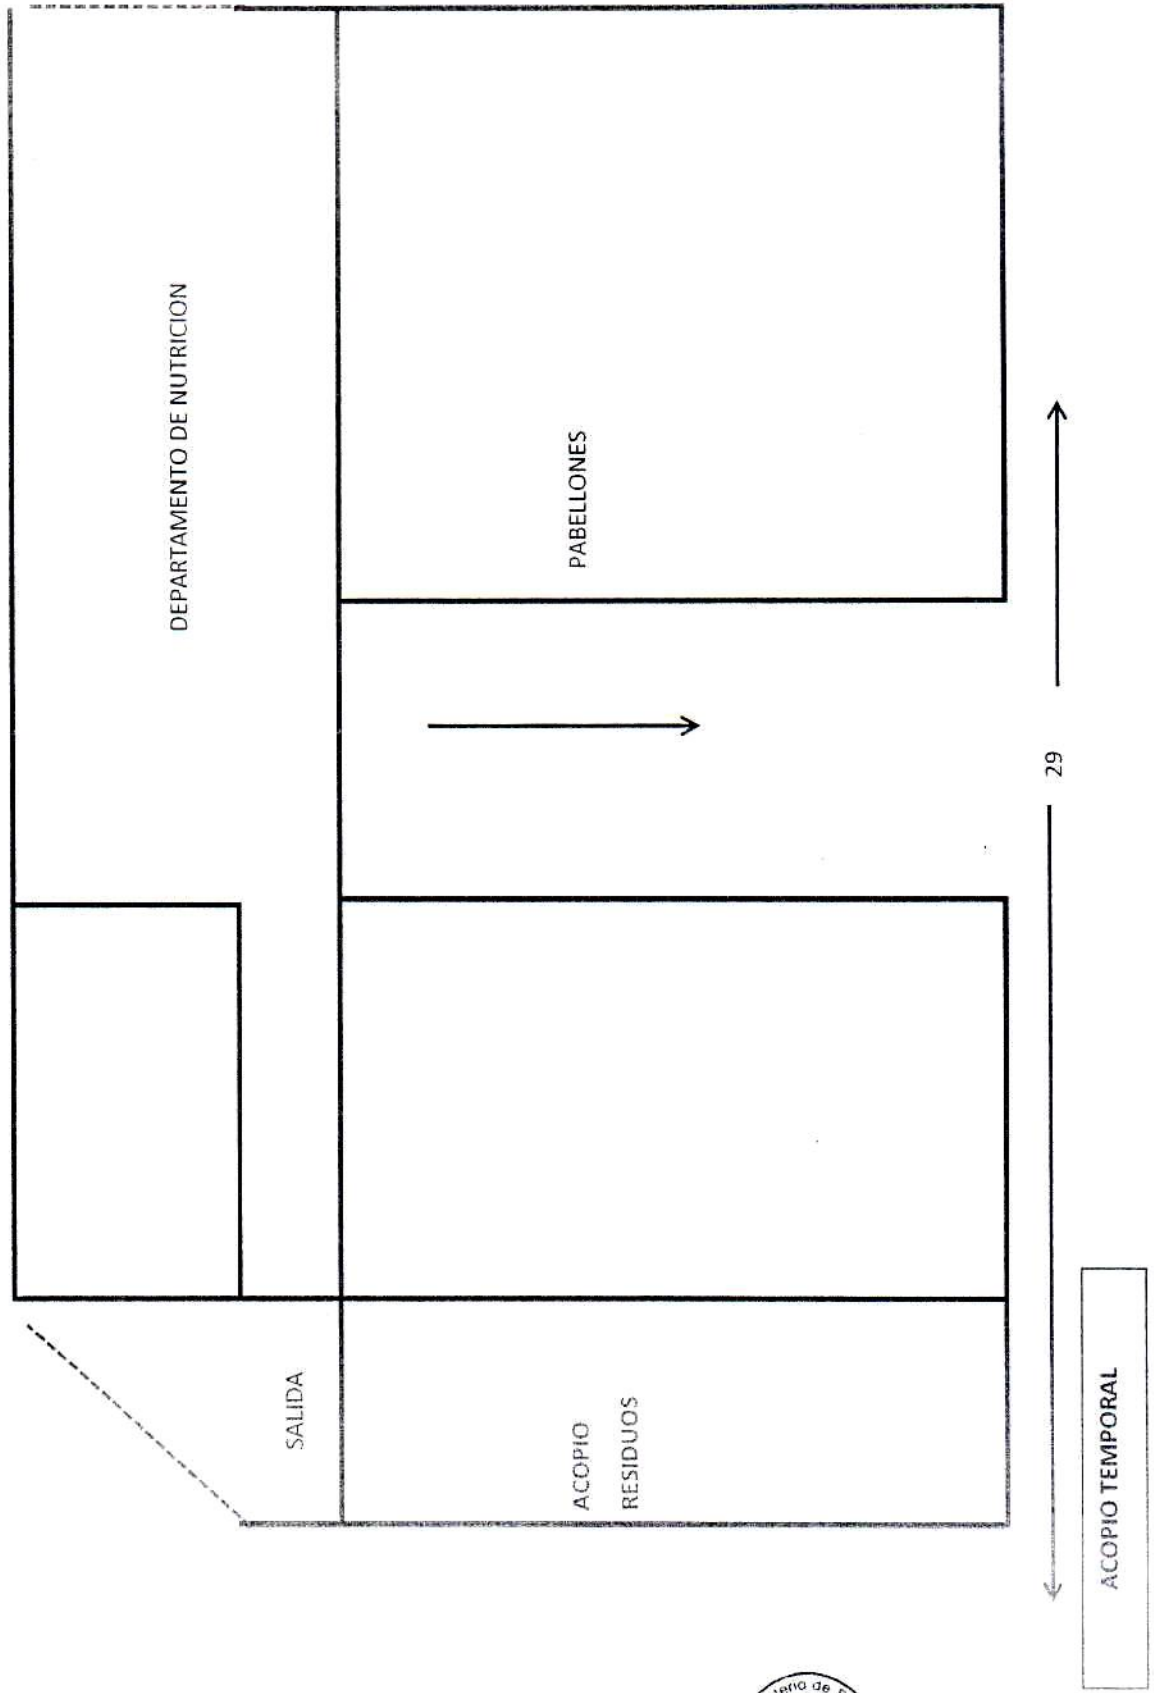 DEPARTAMENTO DE NUTRICION
PABELLONES
SALIDA
ACOPIO
RESIDUOS
29
ACOPIO TEMPORAL